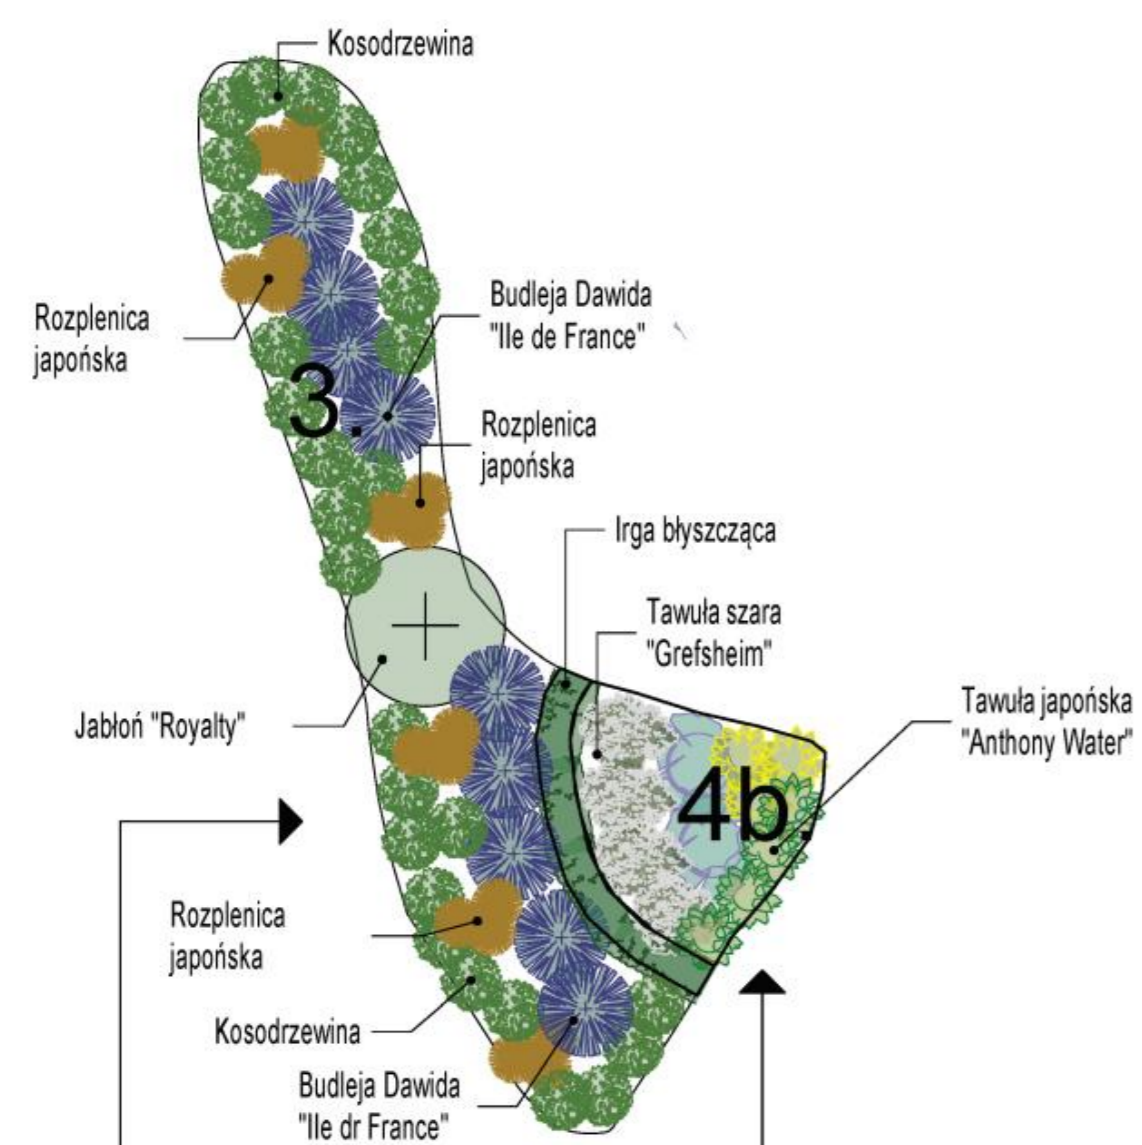 Kosodrzewina
Rozplenica
japońska
Budleja Dawida
"Ile de France"
3.
Rozplenica
japońska
Irga błyszcząca
Tawuła szara
"Grefsheim"
Jabłoń "Royalty"
Tawuła japońska
"Anthony Water"
4b.
Rozplenica
japońska
Kosodrzewina
Budleja Dawida
"Ile dr France"